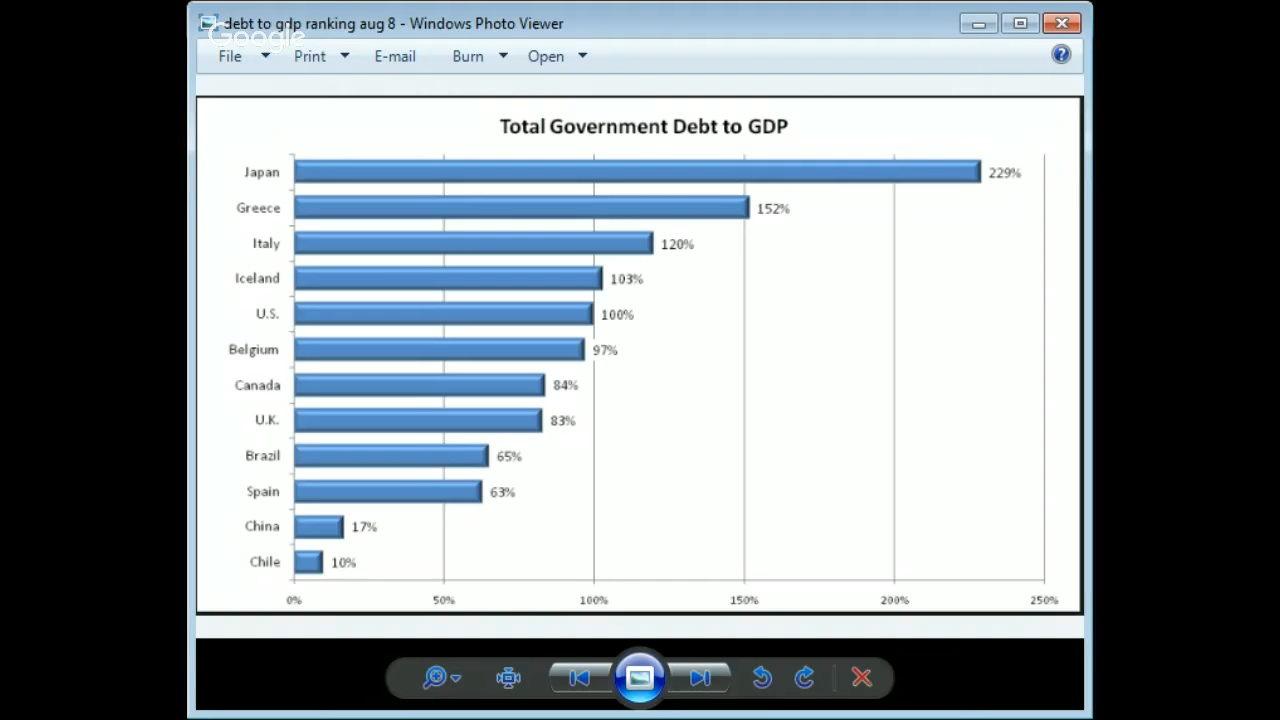 debt to gdp ranking aug 8 - Windows Photo Viewer
Google
File Print E-mail Burn Open
Total Government Debt to GDP
Japan 229%
Greece 152%
Italy 120%
Iceland 103%
U.S. 100%
Belgium 97%
Canada 84%
U.K. 83%
Brazil 65%
Spain 63%
China 17%
Chile 10%
0% 50% 100% 150% 200% 250%